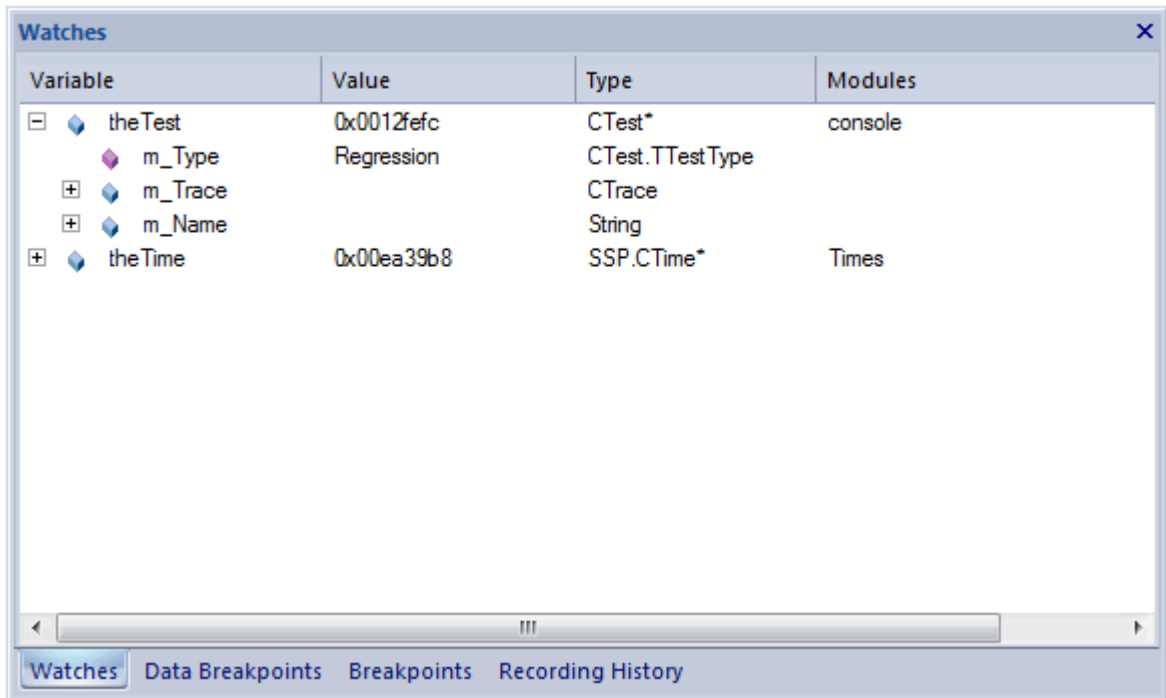 Watches
Variable Value Type Modules
theTest 0x0012fefc CTest* console
m_Type Regression CTest.TTestType
m_Trace CTrace
m_Name String
theTime 0x00ea39b8 SSP.CTime* Times
Watches Data Breakpoints Breakpoints Recording History